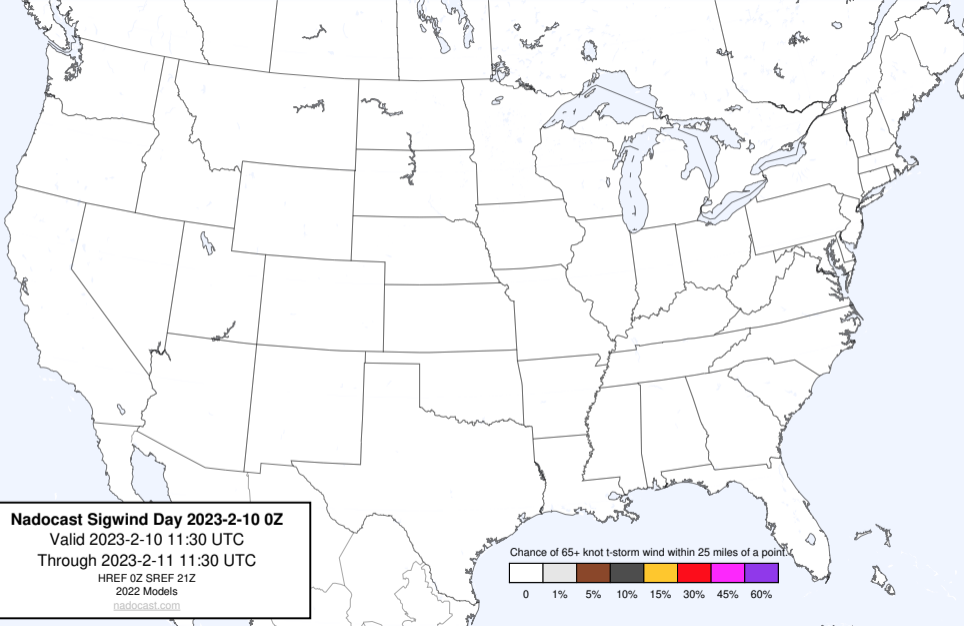 Nadocast Sigwind Day 2023-2-10 0Z
Valid 2023-2-10 11:30 UTC
Through 2023-2-11 11:30 UTC
HREF 0Z SREF 21Z
2022 Models
nadocast.com
Chance of 65+ knot t-storm wind within 25 miles of a point.
0 1% 5% 10% 15% 30% 45% 60%